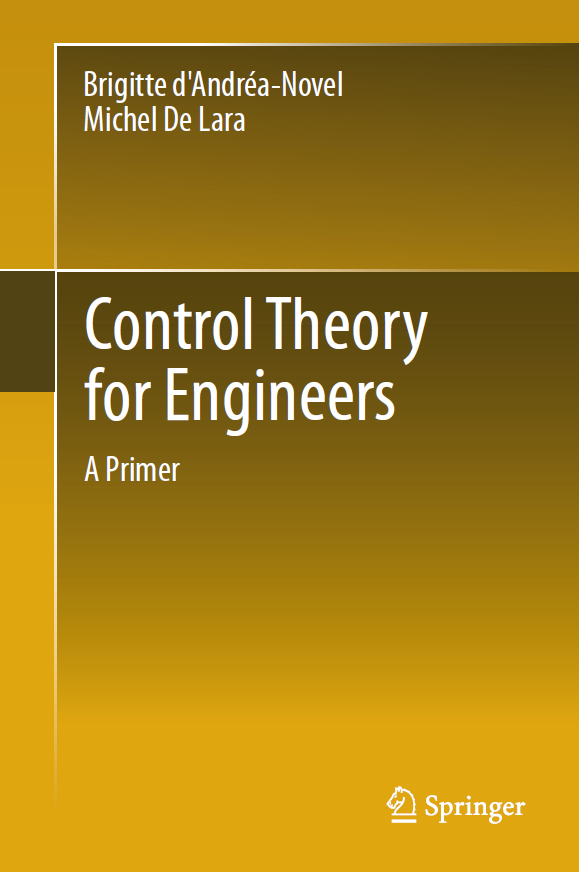 Brigitte d'Andréa-Novel
Michel De Lara
Control Theory
for Engineers
A Primer
Springer